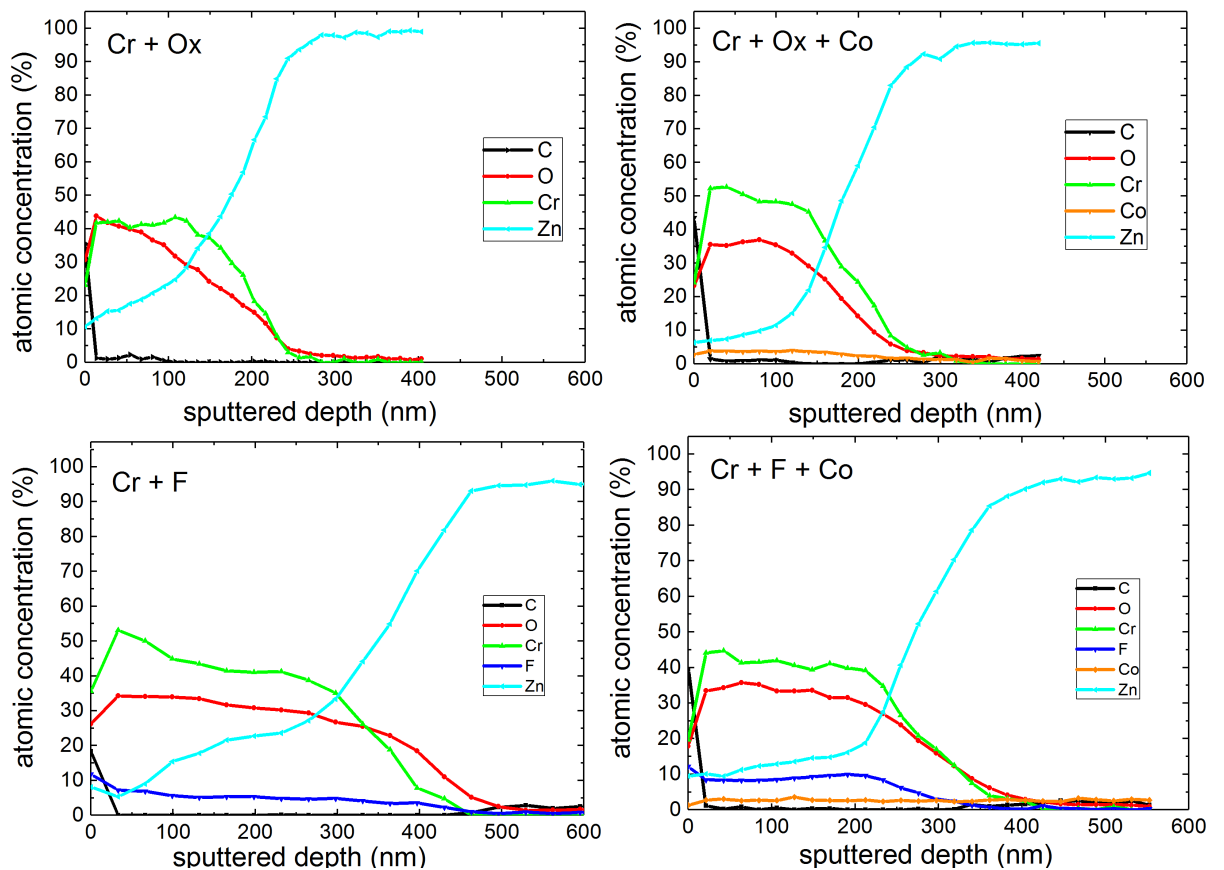 Cr + Ox
atomic concentration (%)
100
90
80
70
60
50
40
30
20
10
0
C
O
Cr
Zn
0 100 200 300 400 500 600
sputtered depth (nm)
Cr + Ox + Co
atomic concentration (%)
100
90
80
70
60
50
40
30
20
10
0
C
O
Cr
Co
Zn
0 100 200 300 400 500 600
sputtered depth (nm)
Cr + F
atomic concentration (%)
100
90
80
70
60
50
40
30
20
10
0
C
O
Cr
F
Zn
0 100 200 300 400 500 600
sputtered depth (nm)
Cr + F + Co
atomic concentration (%)
100
90
80
70
60
50
40
30
20
10
0
C
O
Cr
F
Co
Zn
0 100 200 300 400 500 600
sputtered depth (nm)